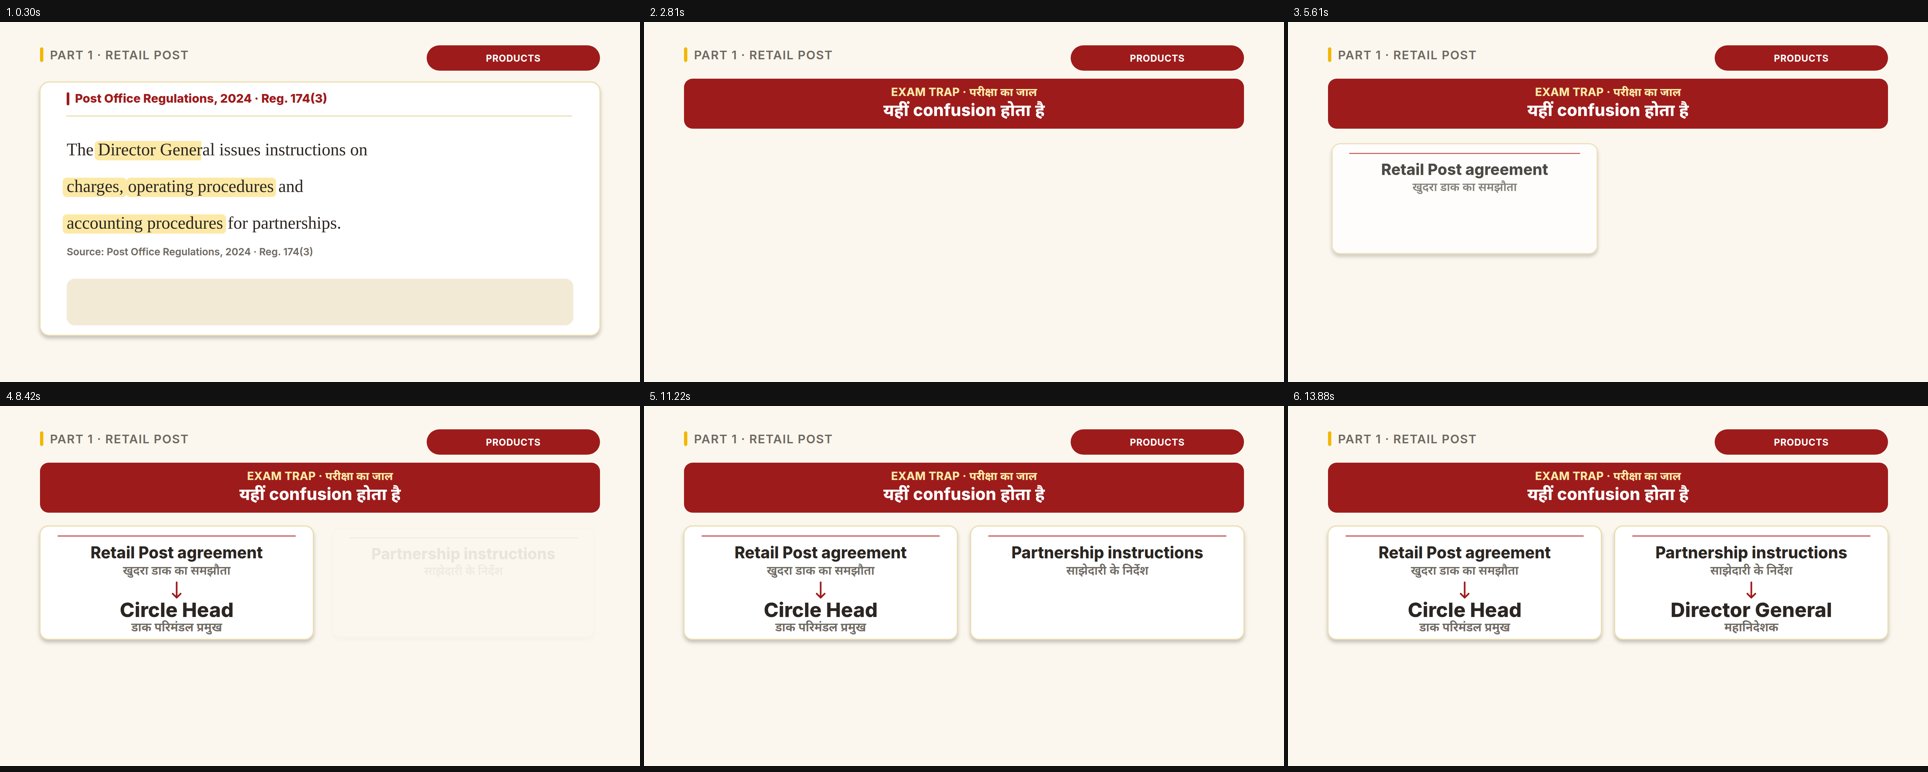 1. 0.30s
PART 1 · RETAIL POST
PRODUCTS
Post Office Regulations, 2024 · Reg. 174(3)
The Director General issues instructions on
charges, operating procedures and
accounting procedures for partnerships.
Source: Post Office Regulations, 2024 · Reg. 174(3)
2. 2.81s
PART 1 · RETAIL POST
PRODUCTS
EXAM TRAP · परीक्षा का जाल
यहीं confusion होता है
3. 5.61s
PART 1 · RETAIL POST
PRODUCTS
EXAM TRAP · परीक्षा का जाल
यहीं confusion होता है
Retail Post agreement
खुदरा डाक का समझौता
4. 8.42s
PART 1 · RETAIL POST
PRODUCTS
EXAM TRAP · परीक्षा का जाल
यहीं confusion होता है
Retail Post agreement
खुदरा डाक का समझौता
↓
Circle Head
डाक परिमंडल प्रमुख
Partnership instructions
साझेदारी के निर्देश
5. 11.22s
PART 1 · RETAIL POST
PRODUCTS
EXAM TRAP · परीक्षा का जाल
यहीं confusion होता है
Retail Post agreement
खुदरा डाक का समझौता
↓
Circle Head
डाक परिमंडल प्रमुख
Partnership instructions
साझेदारी के निर्देश
6. 13.88s
PART 1 · RETAIL POST
PRODUCTS
EXAM TRAP · परीक्षा का जाल
यहीं confusion होता है
Retail Post agreement
खुदरा डाक का समझौता
↓
Circle Head
डाक परिमंडल प्रमुख
Partnership instructions
साझेदारी के निर्देश
↓
Director General
महानिदेशक